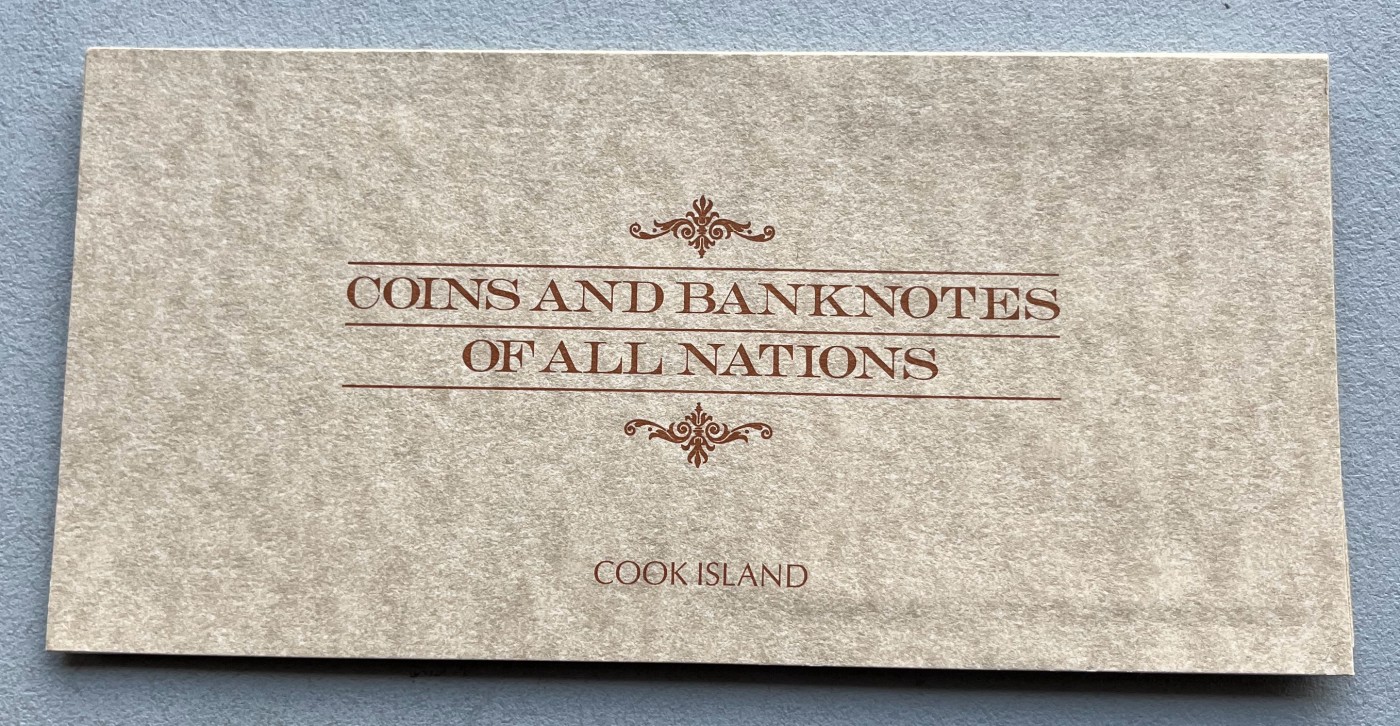 COINS AND BANKNOTES
OF ALL NATIONS
COOK ISLAND